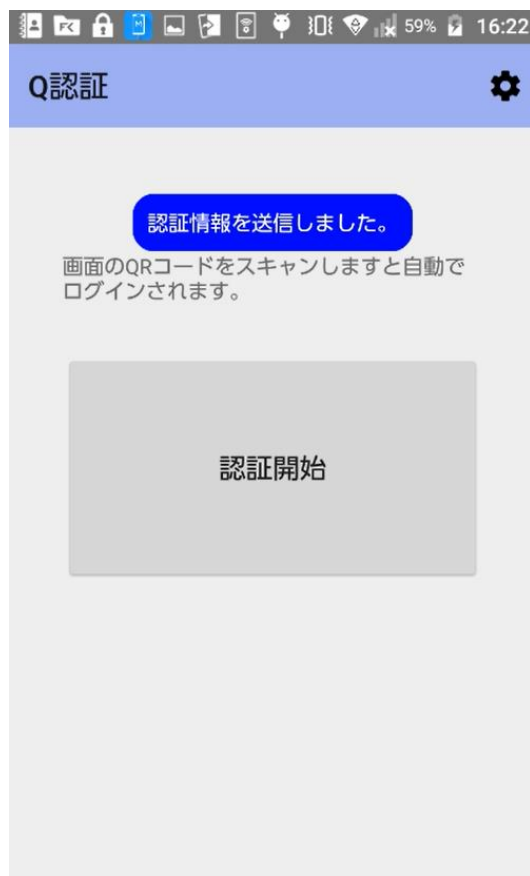 59% 16:22
Q認証
認証情報を送信しました。
画面のQRコードをスキャンしますと自動で
ログインされます。
認証開始